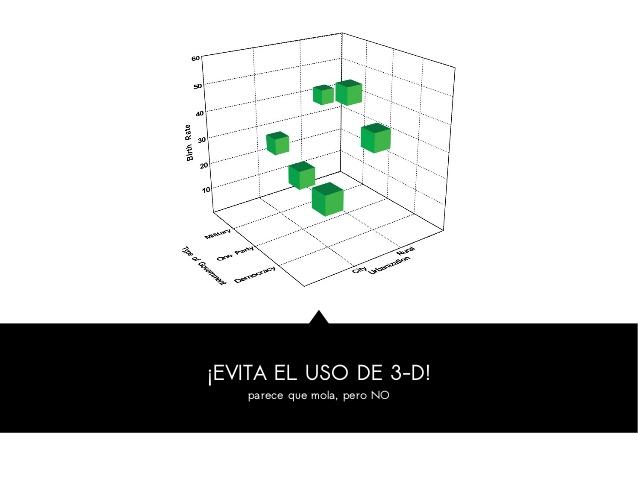 60
50
40
30
20
10
Birth Rate
Military
One Party
Democracy
Type of Government
City
Rural
Urbanization
¡EVITA EL USO DE 3-D!
parece que mola, pero NO